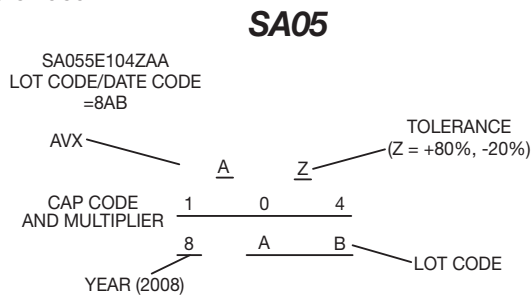 SA05
SA055E104ZAA
LOT CODE/DATE CODE
=8AB
AVX
TOLERANCE
(Z = +80%, -20%)
A Z
CAP CODE
AND MULTIPLIER
1 0 4
8 A B
LOT CODE
YEAR (2008)